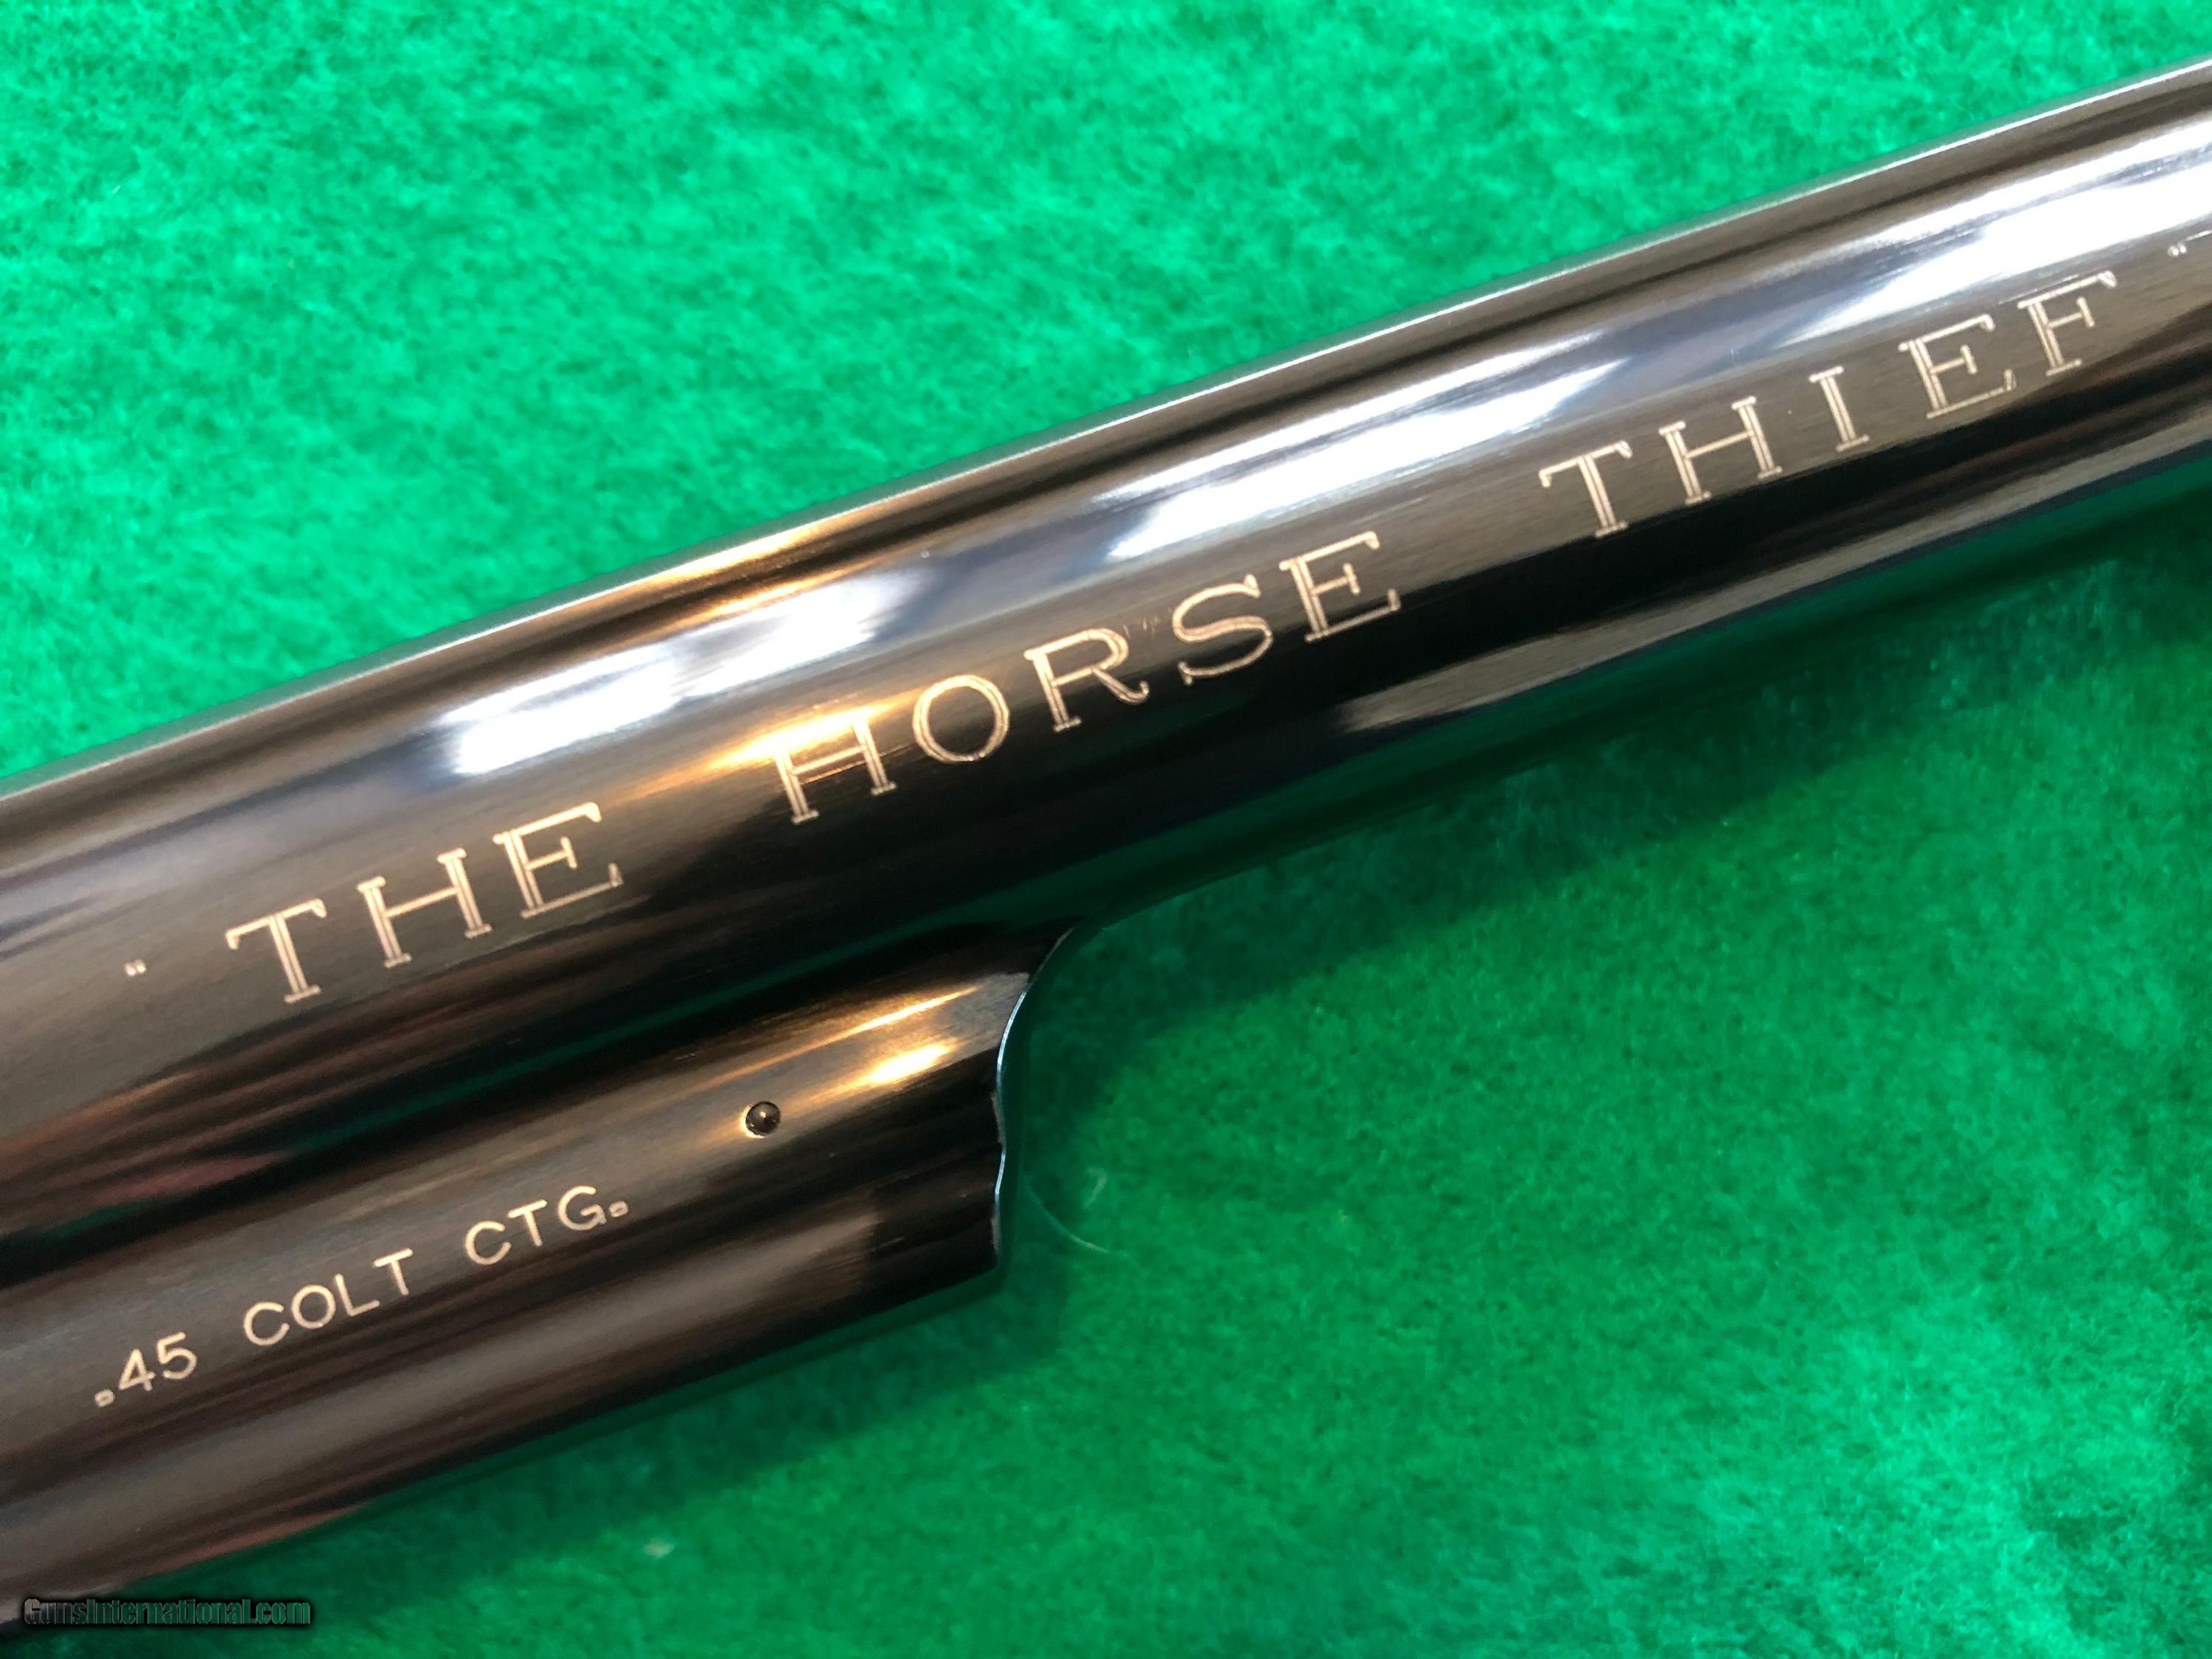 " THE HORSE THIEF "
.45 COLT CTG.
GunsInternational.com